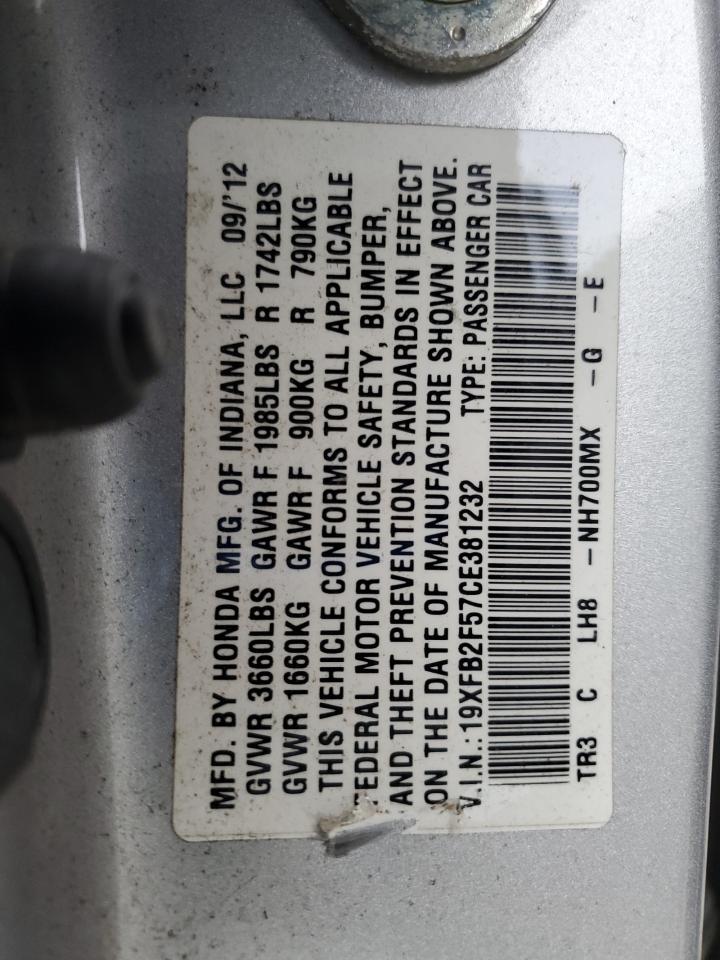 MFD. BY HONDA MFG. OF INDIANA, LLC 09/'12
GVWR 3660LBS GAWR F 1985LBS R 1742LBS
GVWR 1660KG GAWR F 900KG R 790KG
THIS VEHICLE CONFORMS TO ALL APPLICABLE
FEDERAL MOTOR VEHICLE SAFETY, BUMPER,
AND THEFT PREVENTION STANDARDS IN EFFECT
ON THE DATE OF MANUFACTURE SHOWN ABOVE.
V.I.N.: 19XFB2F57CE381232 TYPE: PASSENGER CAR
TR3 C LH8 -NH700MX -G -E